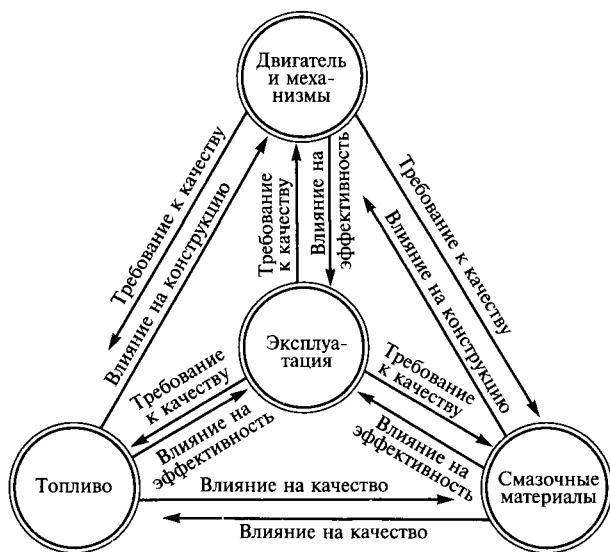 Двигатель
и меха-
низмы
Требование к качеству
Влияние на конструкцию
Требование
к качеству
Влияние на
эффективность
Требование к качеству
Влияние на конструкцию
Эксплуа-
тация
Требование
к качеству
Влияние на
эффективность
Требование
к качеству
Влияние на
эффективность
Топливо
Влияние на качество
Влияние на качество
Смазочные
материалы